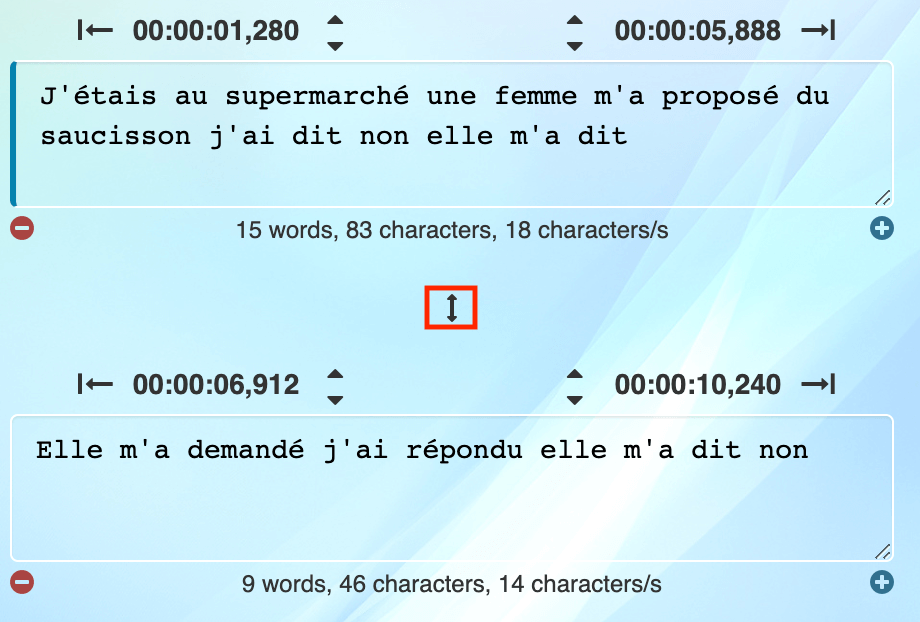 00:00:01,280 00:00:05,888
J'étais au supermarché une femme m'a proposé du
saucisson j'ai dit non elle m'a dit
15 words, 83 characters, 18 characters/s
00:00:06,912 00:00:10,240
Elle m'a demandé j'ai répondu elle m'a dit non
9 words, 46 characters, 14 characters/s